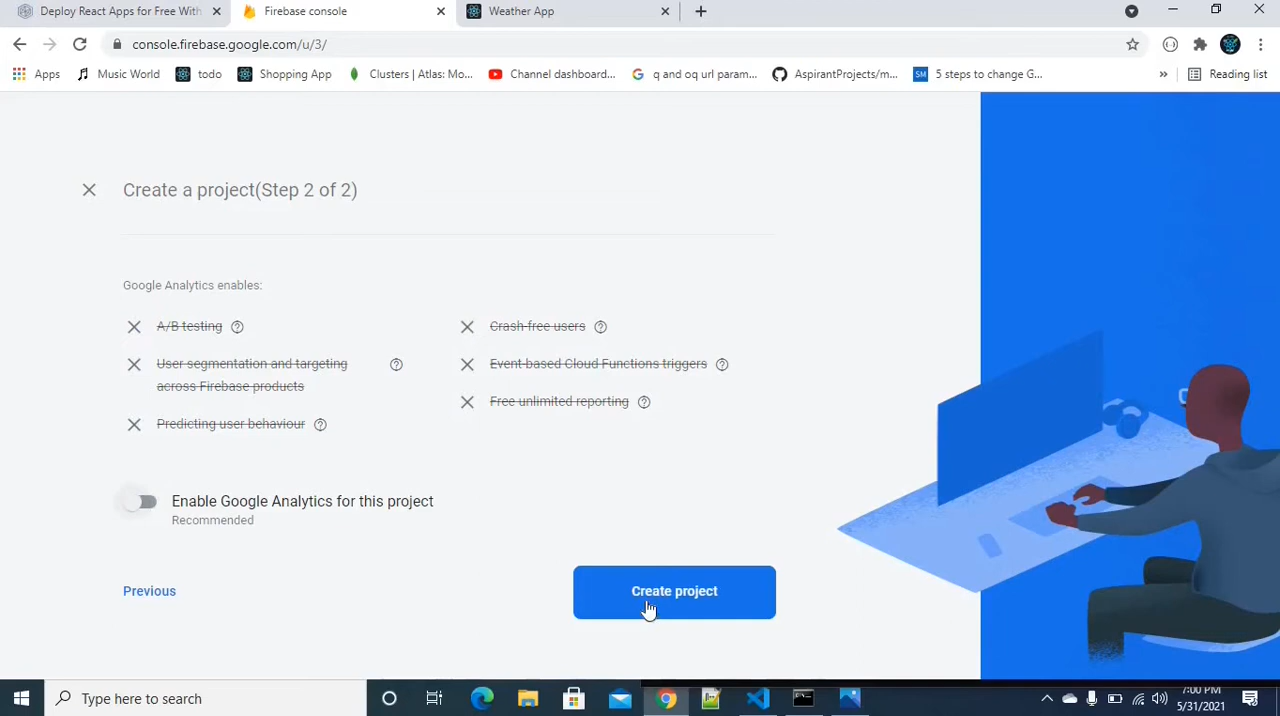 Deploy React Apps for Free With
Firebase console
Weather App
console.firebase.google.com/u/3/
Apps
Music World
todo
Shopping App
Clusters | Atlas: Mo...
Channel dashboard...
q and oq url param...
AspirantProjects/m...
SM
5 steps to change G...
»
Reading list
Create a project(Step 2 of 2)
Google Analytics enables:
A/B testing
Crash-free users
User segmentation and targeting
across Firebase products
Event-based Cloud Functions triggers
Free unlimited reporting
Predicting user behaviour
Enable Google Analytics for this project
Recommended
Previous
Create project
Type here to search
7:00 PM
5/31/2021